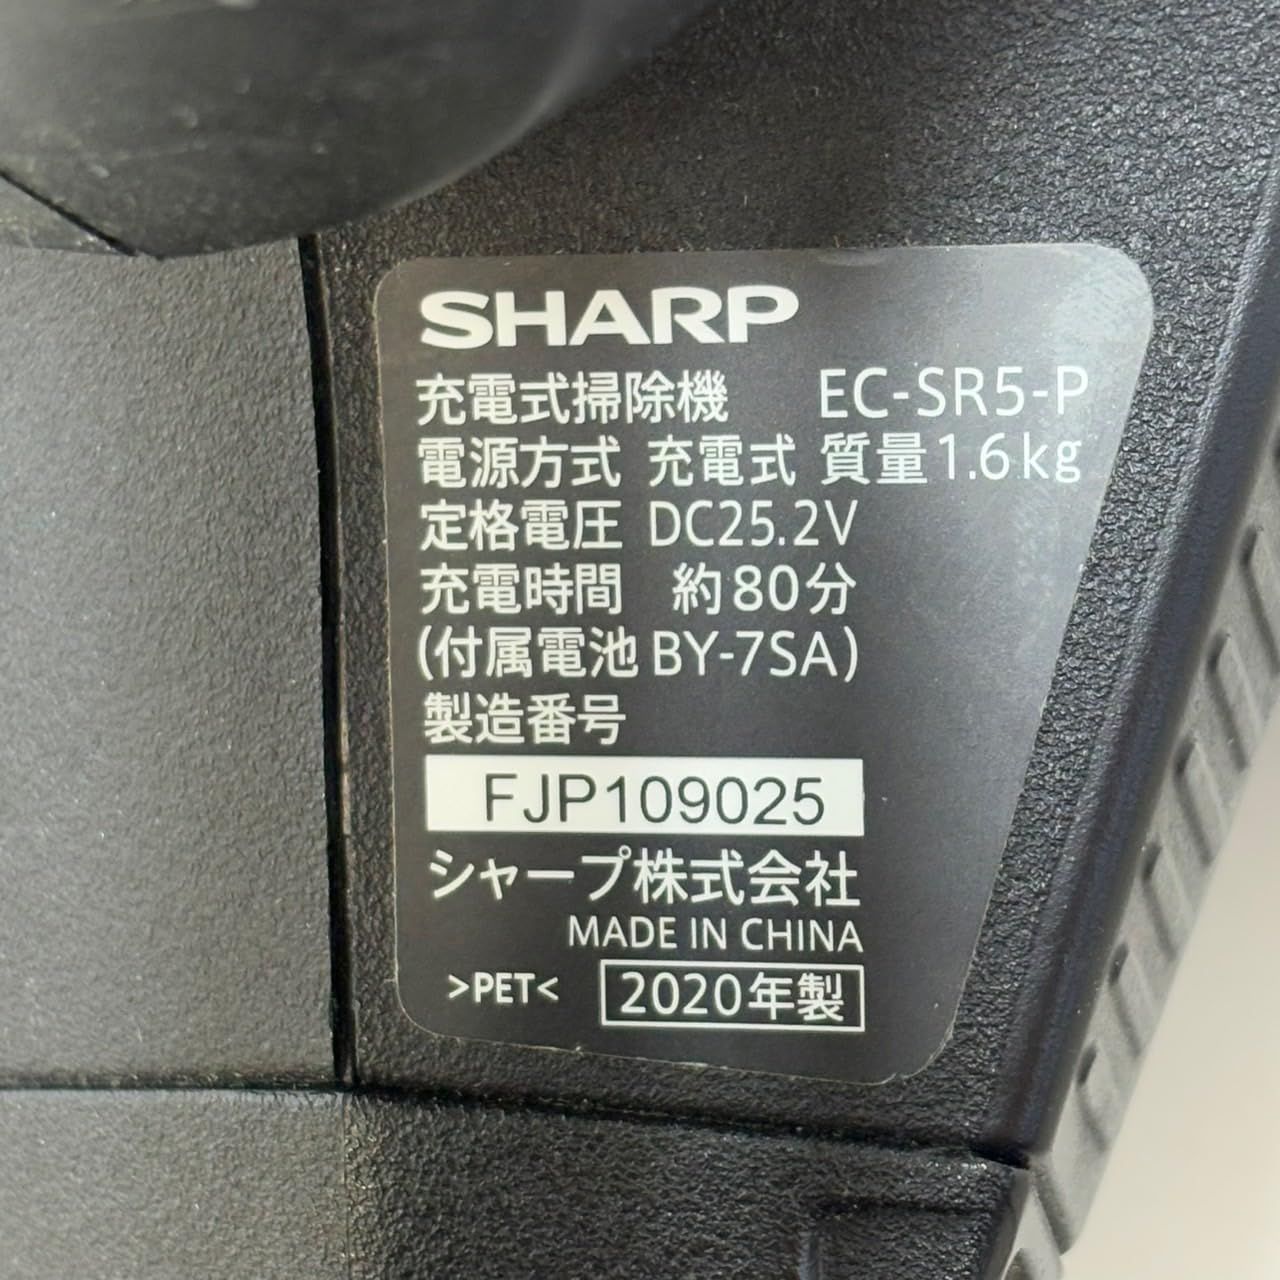 SHARP
充電式掃除機 EC-SR5-P
電源方式 充電式 質量1.6kg
定格電圧 DC25.2V
充電時間 約80分
(付属電池 BY-7SA)
製造番号
FJP109025
シャープ株式会社
MADE IN CHINA
>PET< 2020年製